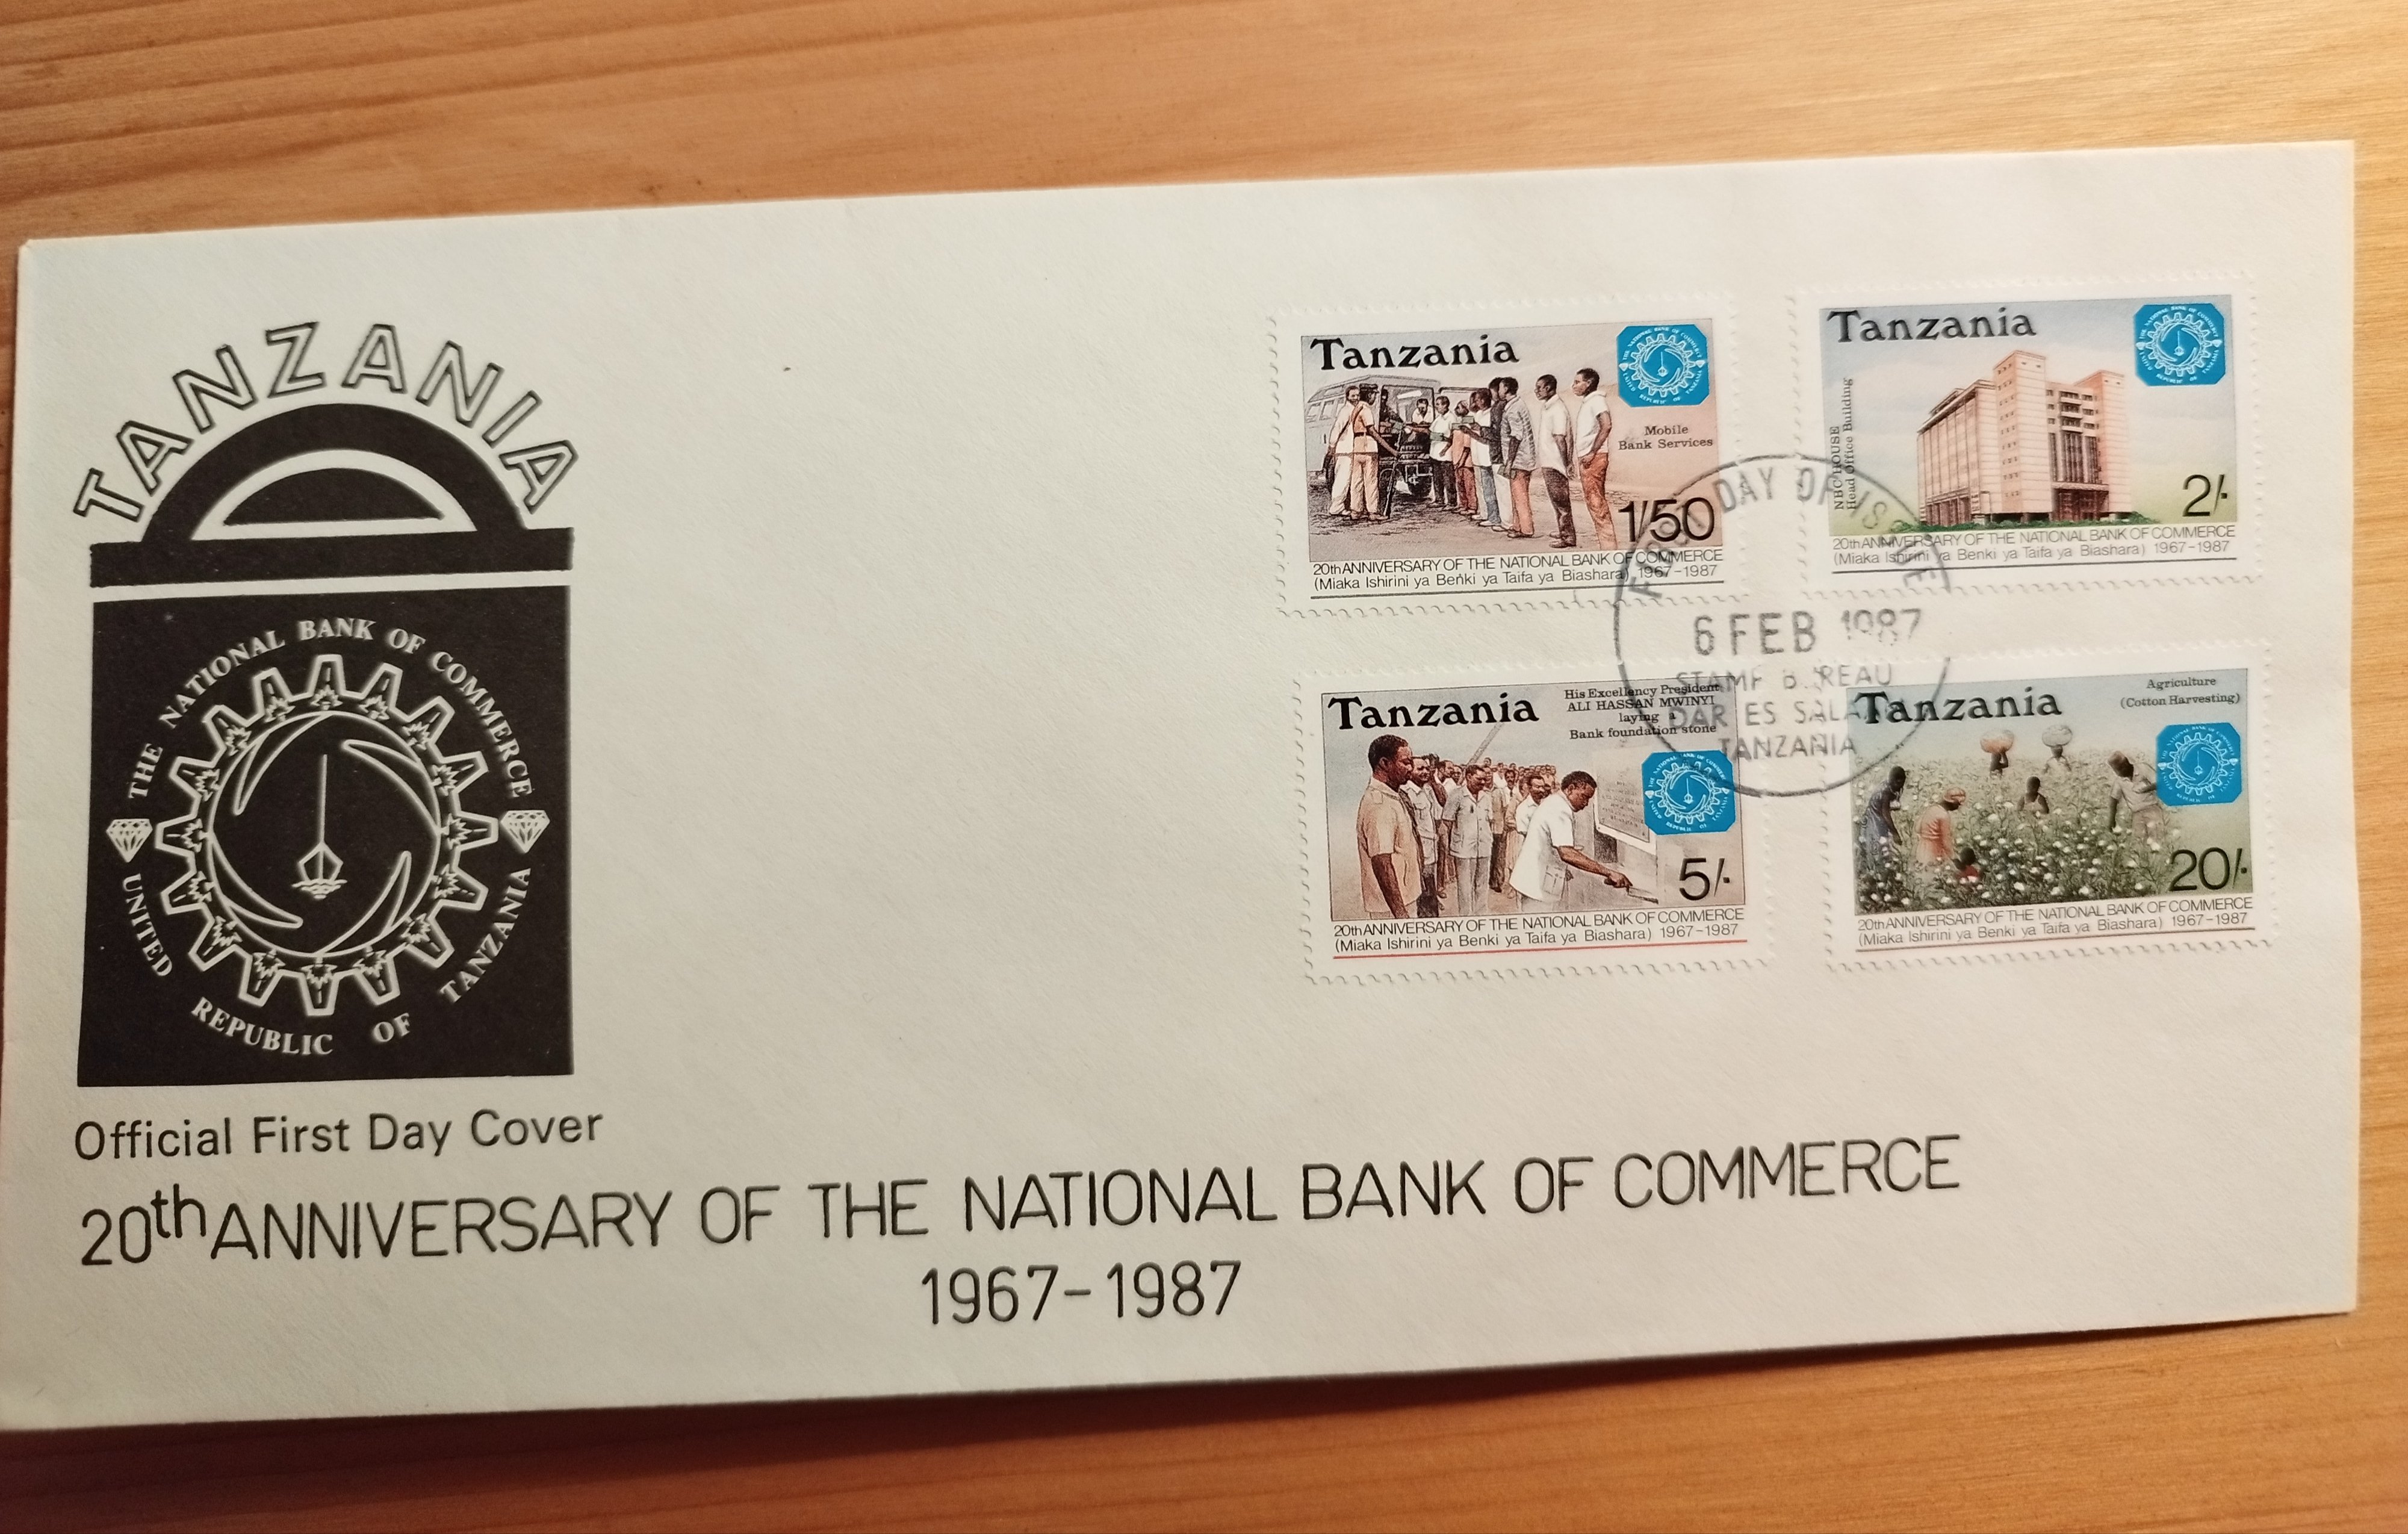 TANZANIA
THE NATIONAL BANK OF COMMERCE
UNITED REPUBLIC OF TANZANIA
Official First Day Cover
20th ANNIVERSARY OF THE NATIONAL BANK OF COMMERCE
1967-1987
Tanzania
Mobile
Bank Services
1/50
20th ANNIVERSARY OF THE NATIONAL BANK OF COMMERCE
(Miaka Ishirini ya Benki ya Taifa ya Biashara) 1967-1987
Tanzania
NBC HOUSE
Head Office Building
2/-
20th ANNIVERSARY OF THE NATIONAL BANK OF COMMERCE
(Miaka Ishirini ya Benki ya Taifa ya Biashara) 1967-1987
DAY OF
6 FEB 1987
STAMP BUREAU
DAR ES
TANZANIA
Tanzania
His Excellency President
ALI HASSAN MWINYI
laying a
Bank foundation stone
5/-
20th ANNIVERSARY OF THE NATIONAL BANK OF COMMERCE
(Miaka Ishirini ya Benki ya Taifa ya Biashara) 1967-1987
Tanzania
Agriculture
(Cotton Harvesting)
20/-
20th ANNIVERSARY OF THE NATIONAL BANK OF COMMERCE
(Miaka Ishirini ya Benki ya Taifa ya Biashara) 1967-1987